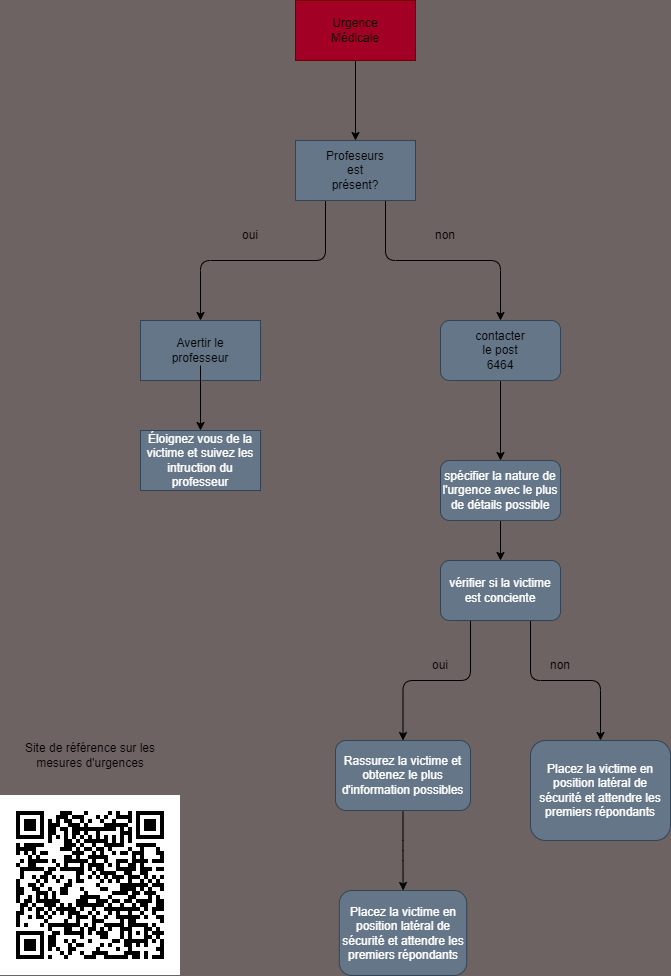 Urgence
Médicale
Profeseurs
est
présent?
oui
non
Avertir le
professeur
contacter
le post
6464
Éloignez vous de la
victime et suivez les
intruction du
professeur
spécifier la nature de
l'urgence avec le plus
de détails possible
vérifier si la victime
est conciente
oui
non
Site de référence sur les
mesures d'urgences
Rassurez la victime et
obtenez le plus
d'information possibles
Placez la victime en
position latéral de
sécurité et attendre les
premiers répondants
Placez la victime en
position latéral de
sécurité et attendre les
premiers répondants